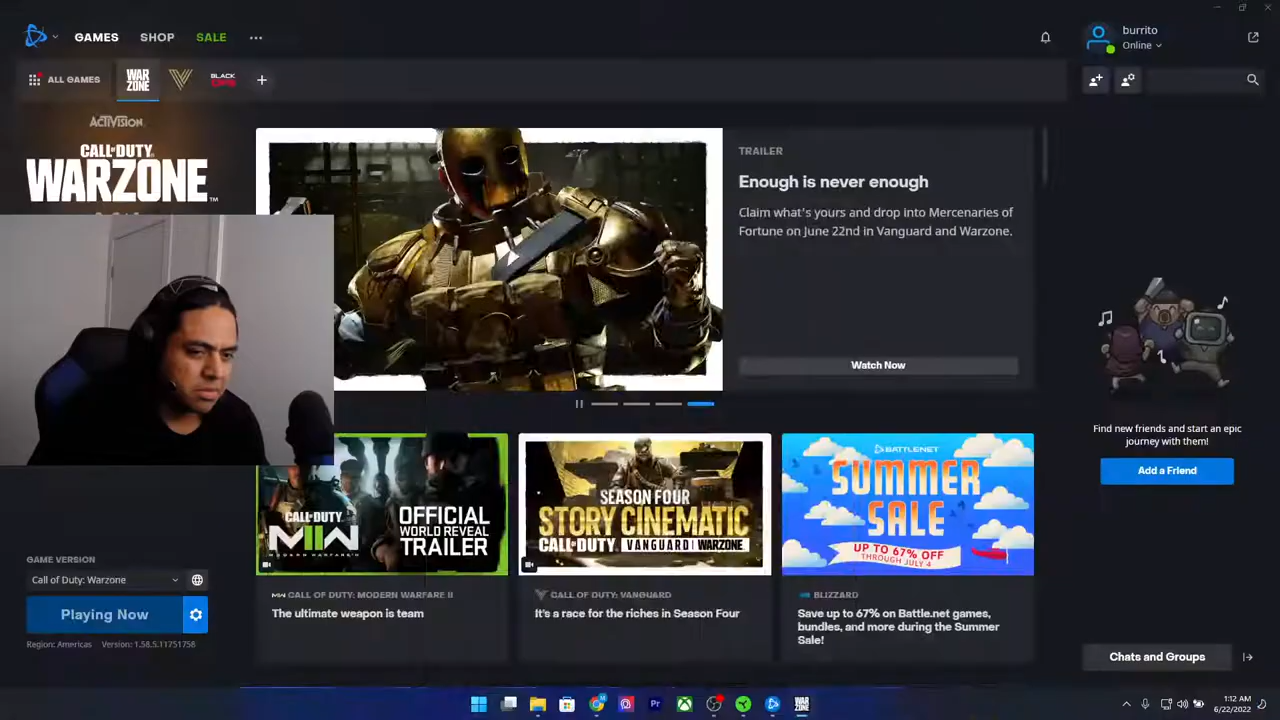 GAMES
SHOP
SALE
burrito
Online
ALL GAMES
WAR
ZONE
BLACK
OPS
ACTIVISION
CALL OF DUTY
WARZONE™
TRAILER
Enough is never enough
Claim what's yours and drop into Mercenaries of
Fortune on June 22nd in Vanguard and Warzone.
Watch Now
Find new friends and start an epic
journey with them!
Add a Friend
CALL OF DUTY
MWII
MODERN WARFARE II
OFFICIAL
WORLD REVEAL
TRAILER
SEASON FOUR
STORY CINEMATIC
CALL OF DUTY VANGUARD | WARZONE
BATTLE.NET
SUMMER
SALE
UP TO 67% OFF
THROUGH JULY 4
CALL OF DUTY: MODERN WARFARE II
The ultimate weapon is team
CALL OF DUTY: VANGUARD
It's a race for the riches in Season Four
BLIZZARD
Save up to 67% on Battle.net games,
bundles, and more during the Summer
Sale!
GAME VERSION
Call of Duty: Warzone
Playing Now
Region: Americas Version: 1.58.5.11751756
Chats and Groups
Pr
WAR
ZONE
1:12 AM
6/22/2022